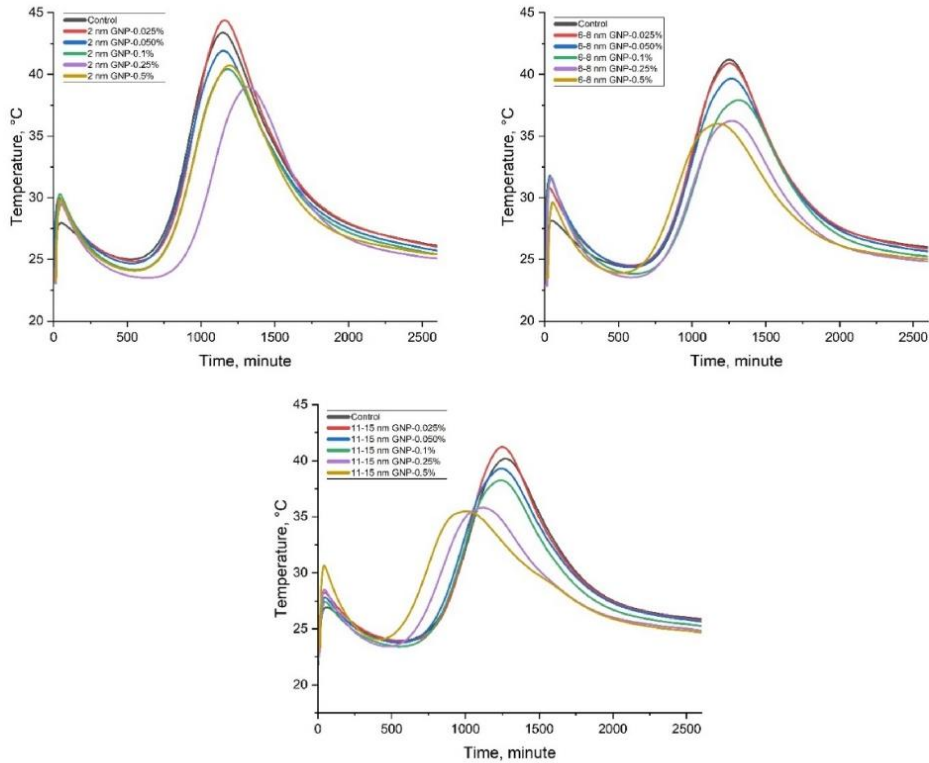 Control
2 nm GNP-0.025%
2 nm GNP-0.050%
2 nm GNP-0.1%
2 nm GNP-0.25%
2 nm GNP-0.5%
45
40
35
30
25
20
Temperature, °C
0
500
1000
1500
2000
2500
Time, minute
Control
6-8 nm GNP-0.025%
6-8 nm GNP-0.050%
6-8 nm GNP-0.1%
6-8 nm GNP-0.25%
6-8 nm GNP-0.5%
45
40
35
30
25
20
Temperature, °C
0
500
1000
1500
2000
2500
Time, minute
Control
11-15 nm GNP-0.025%
11-15 nm GNP-0.050%
11-15 nm GNP-0.1%
11-15 nm GNP-0.25%
11-15 nm GNP-0.5%
45
40
35
30
25
20
Temperature, °C
0
500
1000
1500
2000
2500
Time, minute